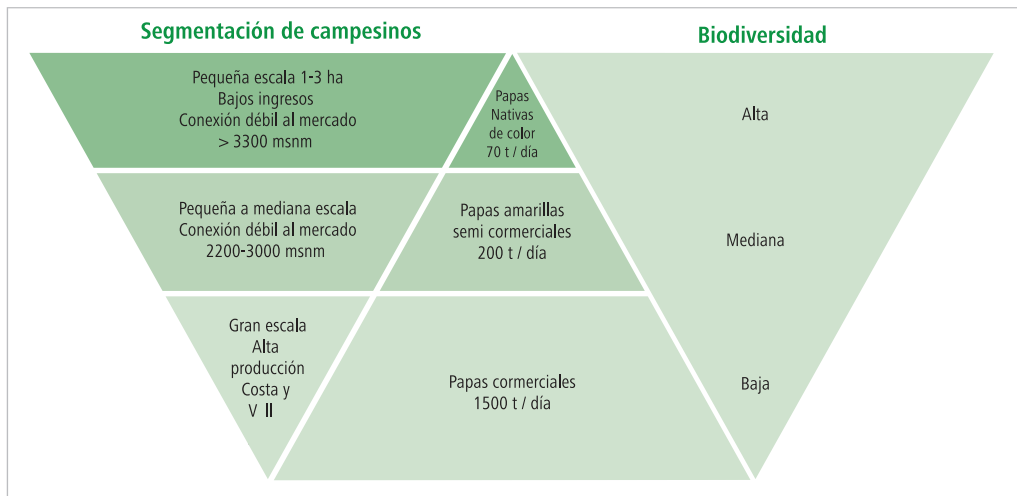 Segmentación de campesinos
Biodiversidad
Pequeña escala 1-3 ha
Bajos ingresos
Conexión débil al mercado
> 3300 msnm
Papas
Nativas
de color
70 t / día
Alta
Pequeña a mediana escala
Conexión débil al mercado
2200-3000 msnm
Papas amarillas
semi comerciales
200 t / día
Mediana
Gran escala
Alta
producción
Costa y
V ll
Papas comerciales
1500 t / día
Baja